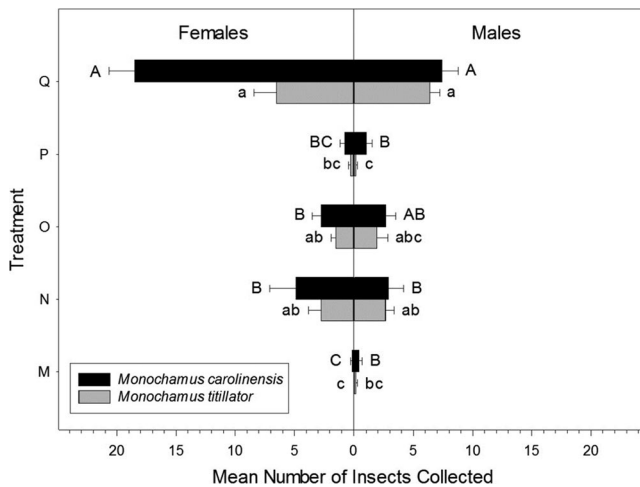 Females Males
Q
A A
a a
P
BC B
bc c
O
B AB
ab abc
N
B B
ab ab
M
C B
c bc
Treatment
Monochamus carolinensis
Monochamus titillator
20 15 10 5 0 5 10 15 20
Mean Number of Insects Collected